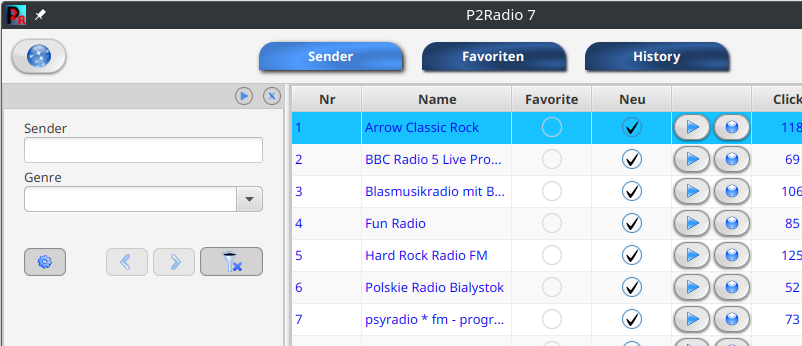 P2Radio 7
Sender Favoriten History
Nr Name Favorite Neu Click
Sender
Genre
1 Arrow Classic Rock 118
2 BBC Radio 5 Live Pro... 69
3 Blasmusikradio mit B... 106
4 Fun Radio 85
5 Hard Rock Radio FM 125
6 Polskie Radio Bialystok 52
7 psyradio * fm - progr... 73